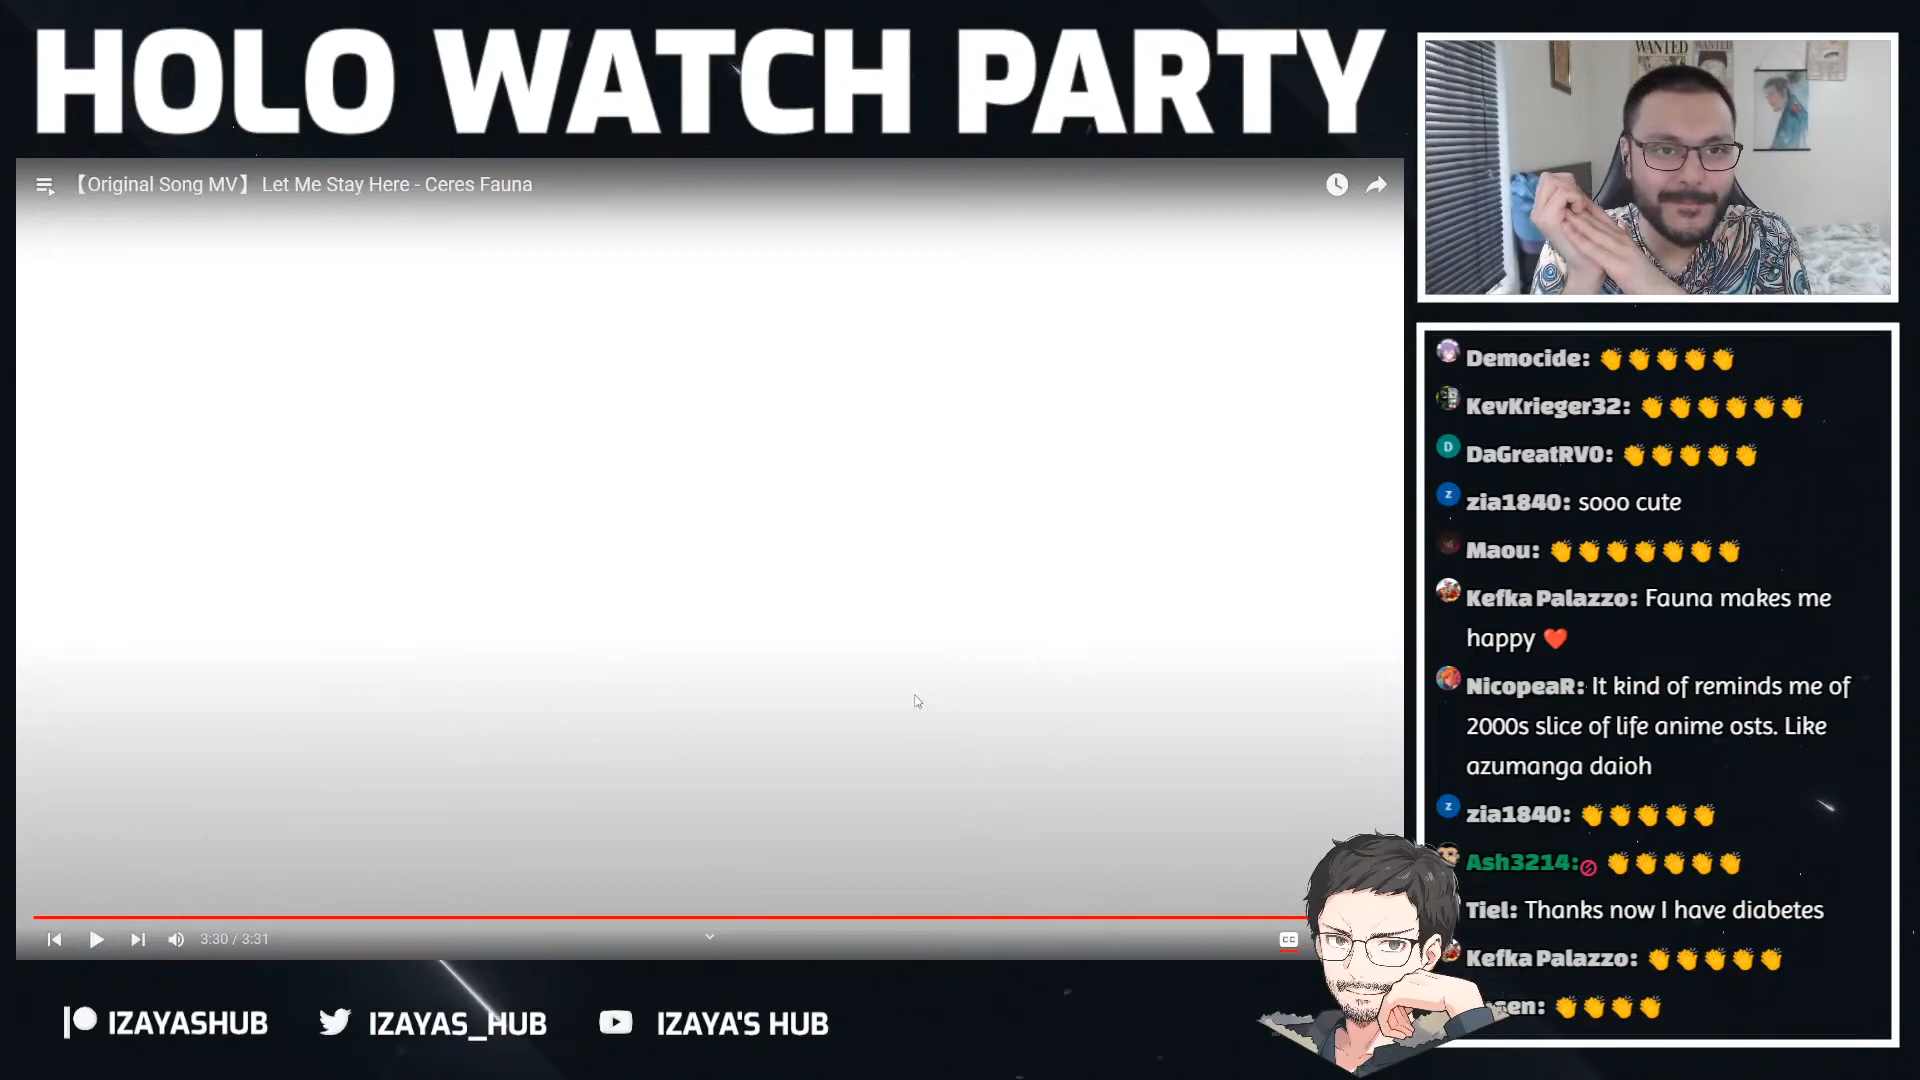 HOLO WATCH PARTY
WANTED WANTED
【Original Song MV】 Let Me Stay Here - Ceres Fauna
Democide: 👏👏👏👏👏
KevKrieger32: 👏👏👏👏👏👏
D DaGreatRV0: 👏👏👏👏👏
z zia1840: sooo cute
Maou: 👏👏👏👏👏👏👏
Kefka Palazzo: Fauna makes me
happy ❤️
NicopeaR: It kind of reminds me of
2000s slice of life anime osts. Like
azumanga daioh
z zia1840: 👏👏👏👏👏
Ash3214: 👏👏👏👏👏
Tiel: Thanks now I have diabetes
Kefka Palazzo: 👏👏👏👏👏
👏👏👏👏
3:30 / 3:31
CC
IZAYASHUB
IZAYAS_HUB
IZAYA'S HUB